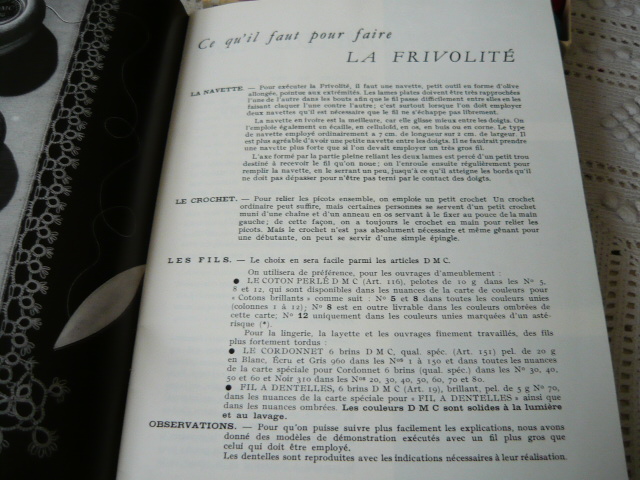 Ce qu'il faut pour faire
LA FRIVOLITÉ
LA NAVETTE. — Pour exécuter la Frivolité, il faut une navette, petit outil en forme d'olive
allongée, pointue aux extrémités. Les lames plates doivent être très rapprochées
l'une de l'autre dans les bouts afin que le fil passe difficilement entre elles en les
faisant claquer l'une contre l'autre; c'est surtout lorsque l'on doit employer
deux navettes qu'il est nécessaire que le fil ne s'échappe pas librement.
La navette en ivoire est la meilleure, car elle glisse mieux entre les doigts. On
l'emploie également en écaille, en celluloïd, en os, en buis ou en corne. Le type
de navette employé ordinairement a 7 cm. de longueur sur 2 cm. de largeur. Il
est plus agréable d'avoir une petite navette entre les doigts. Il ne faudrait prendre
une navette plus forte que si l'on devait employer un très gros fil.
L'axe formé par la partie pleine reliant les deux lames est percé d'un petit trou
destiné à recevoir le fil qu'on noue; on l'enroule ensuite régulièrement pour
remplir la navette, en le serrant un peu, jusqu'à ce qu'il atteigne les bords qu'il
ne doit pas dépasser pour n'être pas terni par le contact des doigts.
LE CROCHET. — Pour relier les picots ensemble, on emploie un petit crochet. Un crochet
ordinaire peut suffire, mais certaines personnes se servent d'un petit crochet
muni d'une chaîne et d'un anneau en os servant à le fixer au pouce de la main
gauche; de cette façon, on a toujours le crochet en main pour relier les
picots. Mais le crochet n'est pas absolument nécessaire et même gênant pour
une débutante, on peut se servir d'une simple épingle.
LES FILS. — Le choix en sera facile parmi les articles D M C.
On utilisera de préférence, pour les ouvrages d'ameublement :
● LE COTON PERLÉ D M C (Art. 116), pelotes de 10 g dans les Nos 5,
8 et 12, qui sont disponibles dans les nuances de la carte de couleurs pour
« Cotons brillants » comme suit : Nos 5 et 8 dans toutes les couleurs unies
(colonnes 1 à 12); No 8 est en outre livrable dans les couleurs ombrées de
cette carte; No 12 uniquement dans les couleurs unies marquées d'un asté-
risque (*).
Pour la lingerie, la layette et les ouvrages finement travaillés, des fils
plus fortement tordus :
● LE CORDONNET 6 brins D M C, qual. spéc. (Art. 151) pel. de 20 g
en Blanc, Écru et Gris 960 dans les Nos 1 à 150 et dans toutes les nuances
de la carte spéciale pour Cordonnet 6 brins (qual. spéc.) dans les Nos 30, 40,
50 et 60 et Noir 310 dans les Nos 20, 30, 40, 50, 60, 70 et 80.
● FIL A DENTELLES, 6 brins D M C (Art. 19), brillant, pel. de 5 g No 70,
dans les nuances de la carte spéciale pour « FIL A DENTELLES » ainsi que
dans les nuances ombrées. Les couleurs D M C sont solides à la lumière
et au lavage.
OBSERVATIONS. — Pour qu'on puisse suivre plus facilement les explications, nous avons
donné des modèles de démonstration exécutés avec un fil plus gros que
celui qui doit être employé.
Les dentelles sont reproduites avec les indications nécessaires à leur réalisation.